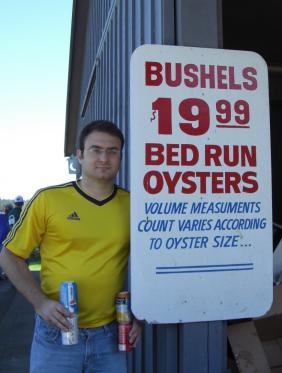 BUSHELS
$19.99
BED RUN
OYSTERS
VOLUME MEASUMENTS
COUNT VARIES ACCORDING
TO OYSTER SIZE...
adidas